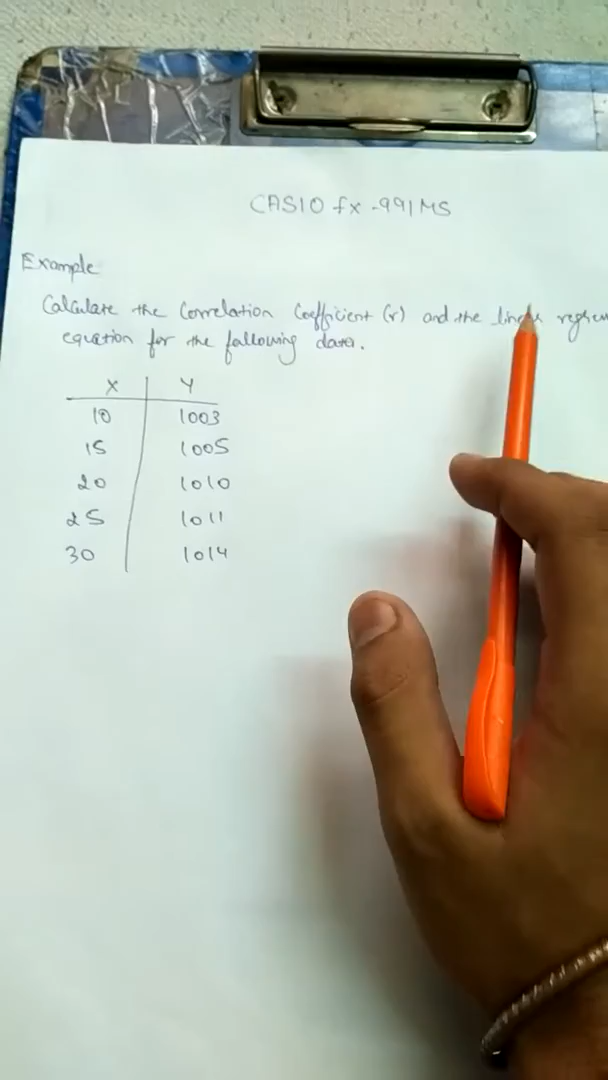 CASIO fx-991MS
Example
Calculate the Correlation Coefficient (r) and the linear
equation for the following data.
X Y
10 1003
15 1005
20 1010
25 1011
30 1014